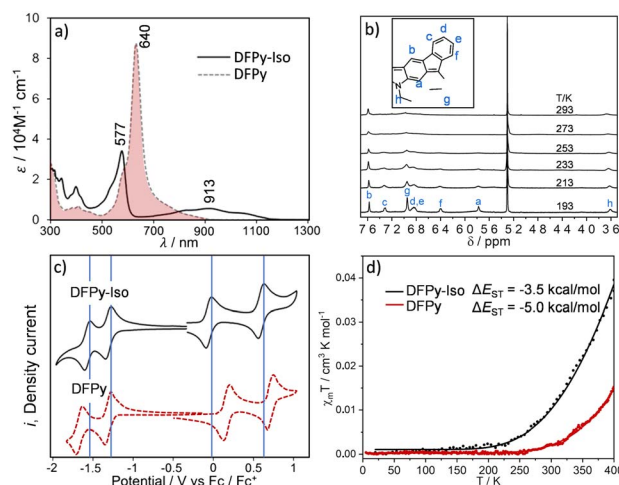 a)
640
DFPy-Iso
DFPy
577
913
10
8
6
4
2
0
ε / 10⁴M⁻¹ cm⁻¹
300 500 700 900 1100 1300
λ / nm
b)
d
c
e
b
f
a
N
h
g
T/K
293
273
253
233
213
193
b
c
g
d,e
f
a
h
δ / ppm
c)
DFPy-Iso
DFPy
i, Density current
-2 -1.5 -1 -0.5 0 0.5 1
Potential / V vs Fc / Fc⁺
d)
DFPy-Iso ΔE_ST = -3.5 kcal/mol
DFPy ΔE_ST = -5.0 kcal/mol
0.04
0.03
0.02
0.01
0.00
χₘT / cm³ K mol⁻¹
0 50 100 150 200 250 300 350 400
T / K